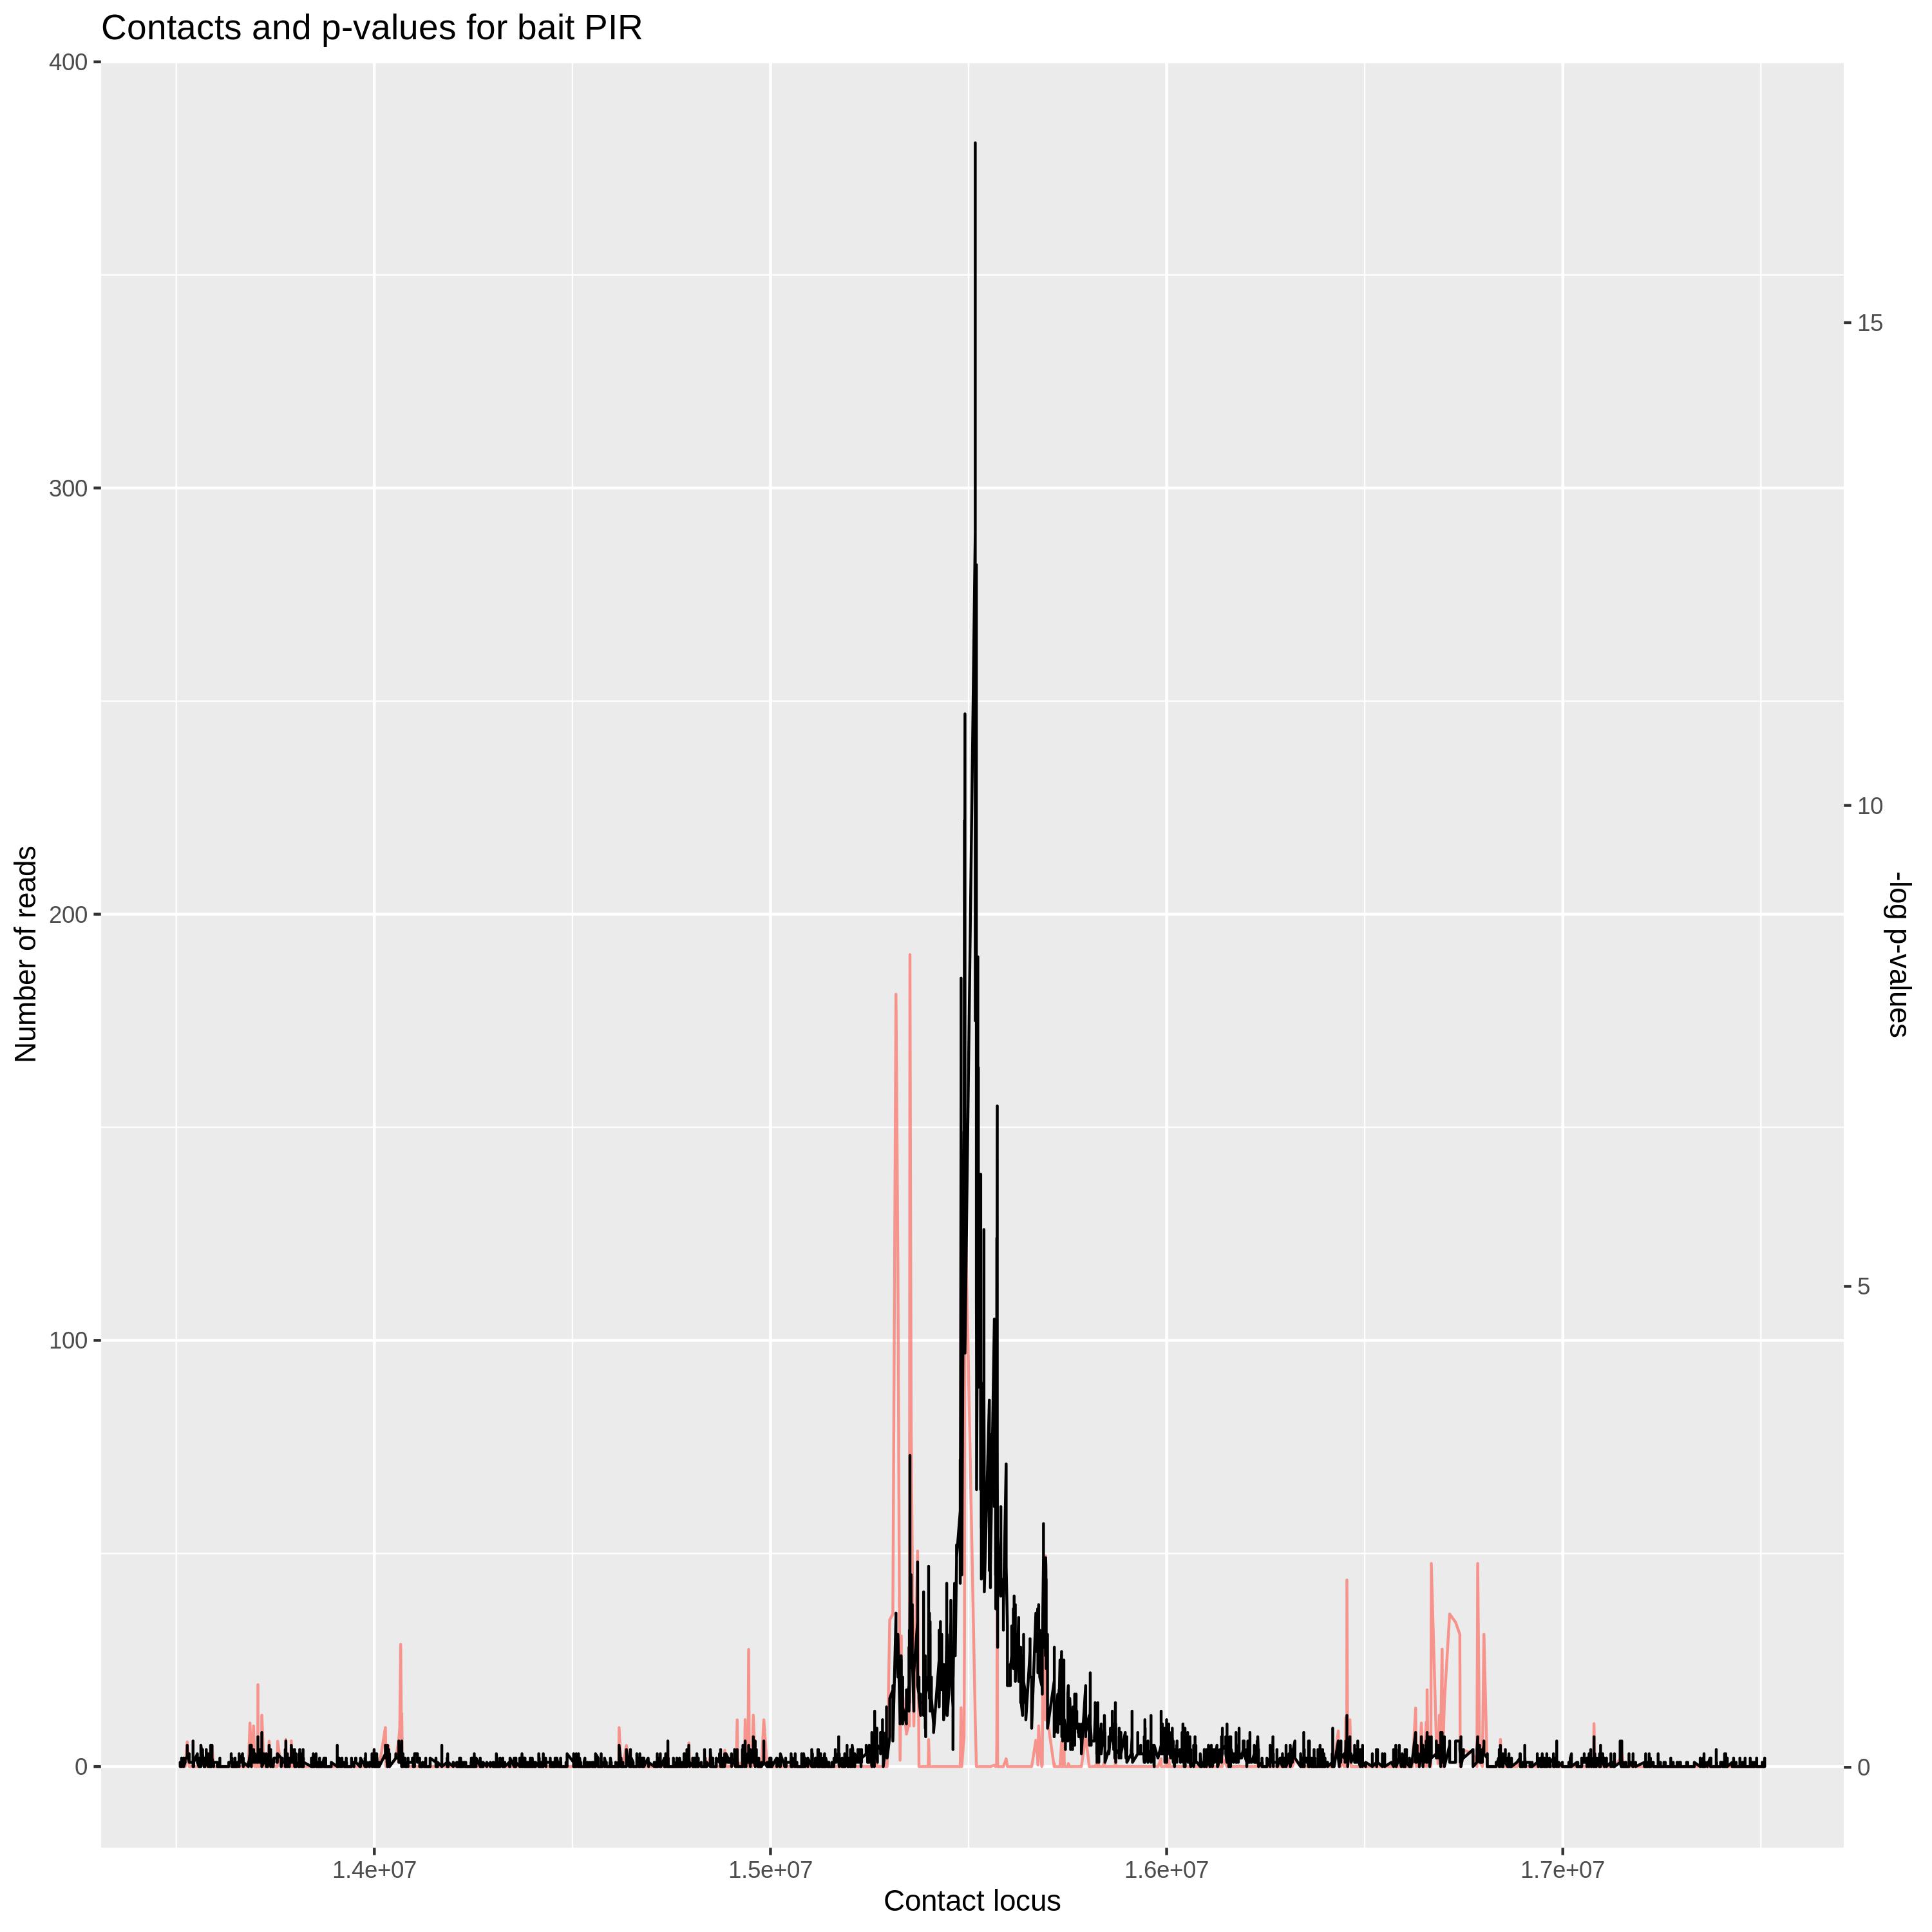 Contacts and p-values for bait PIR
400
300
200
100
0
Number of reads
15
10
5
0
-log p-values
1.4e+07 1.5e+07 1.6e+07 1.7e+07
Contact locus